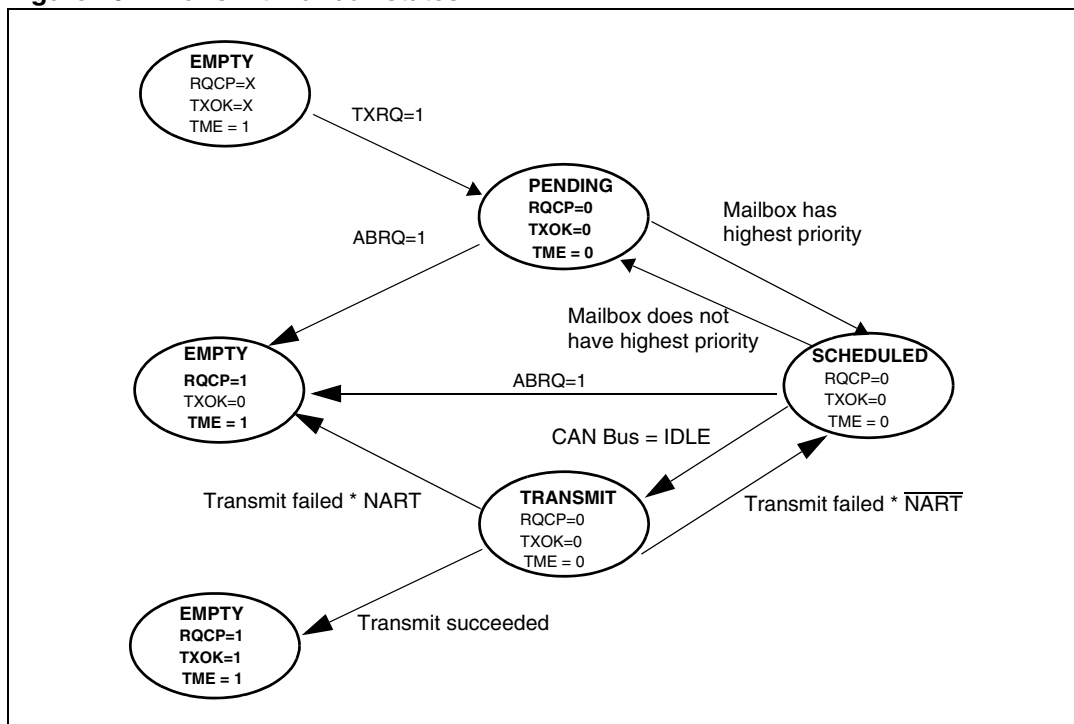 EMPTY
RQCP=X
TXOK=X
TME = 1
TXRQ=1
PENDING
RQCP=0
TXOK=0
TME = 0
Mailbox has
highest priority
ABRQ=1
Mailbox does not
have highest priority
EMPTY
RQCP=1
TXOK=0
TME = 1
SCHEDULED
RQCP=0
TXOK=0
TME = 0
ABRQ=1
CAN Bus = IDLE
Transmit failed * NART
TRANSMIT
RQCP=0
TXOK=0
TME = 0
Transmit failed * N̅A̅R̅T̅
EMPTY
RQCP=1
TXOK=1
TME = 1
Transmit succeeded